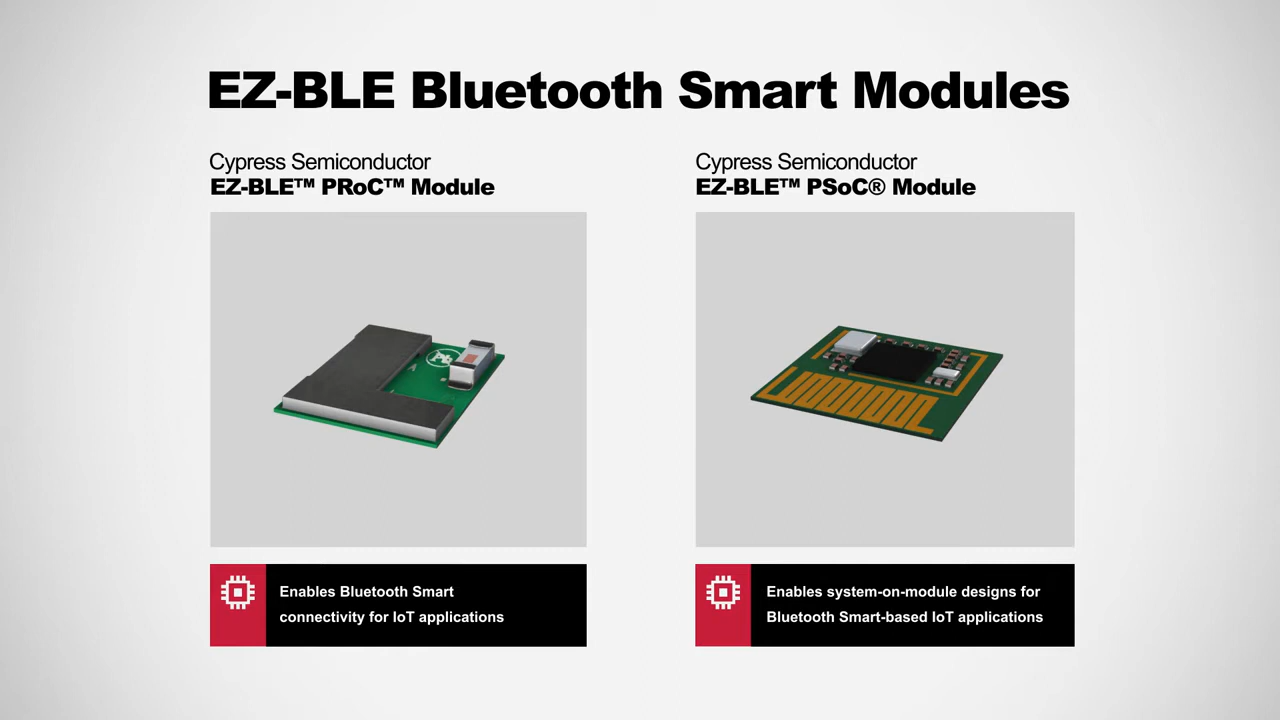 EZ-BLE Bluetooth Smart Modules
Cypress Semiconductor
EZ-BLE™ PRoC™ Module
Cypress Semiconductor
EZ-BLE™ PSoC® Module
Pb
A
Enables Bluetooth Smart
connectivity for IoT applications
Enables system-on-module designs for
Bluetooth Smart-based IoT applications